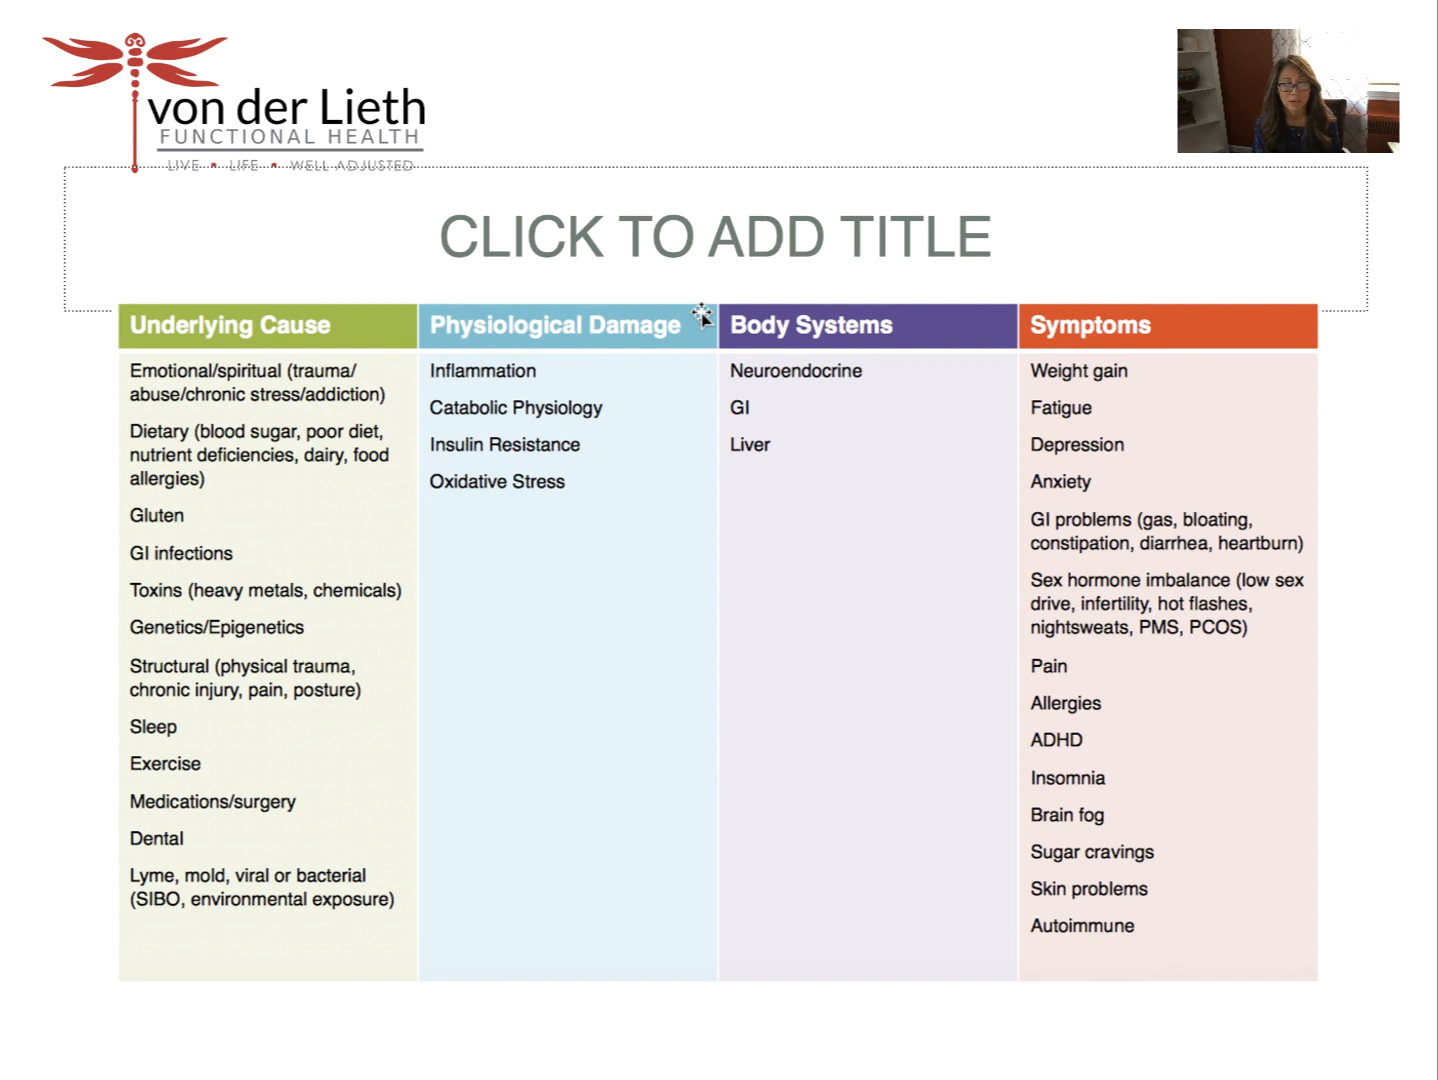 von der Lieth
FUNCTIONAL HEALTH
LIVE • LIFE • WELL ADJUSTED
CLICK TO ADD TITLE
Underlying Cause
Emotional/spiritual (trauma/
abuse/chronic stress/addiction)
Dietary (blood sugar, poor diet,
nutrient deficiencies, dairy, food
allergies)
Gluten
GI infections
Toxins (heavy metals, chemicals)
Genetics/Epigenetics
Structural (physical trauma,
chronic injury, pain, posture)
Sleep
Exercise
Medications/surgery
Dental
Lyme, mold, viral or bacterial
(SIBO, environmental exposure)
Physiological Damage
Inflammation
Catabolic Physiology
Insulin Resistance
Oxidative Stress
Body Systems
Neuroendocrine
GI
Liver
Symptoms
Weight gain
Fatigue
Depression
Anxiety
GI problems (gas, bloating,
constipation, diarrhea, heartburn)
Sex hormone imbalance (low sex
drive, infertility, hot flashes,
nightsweats, PMS, PCOS)
Pain
Allergies
ADHD
Insomnia
Brain fog
Sugar cravings
Skin problems
Autoimmune